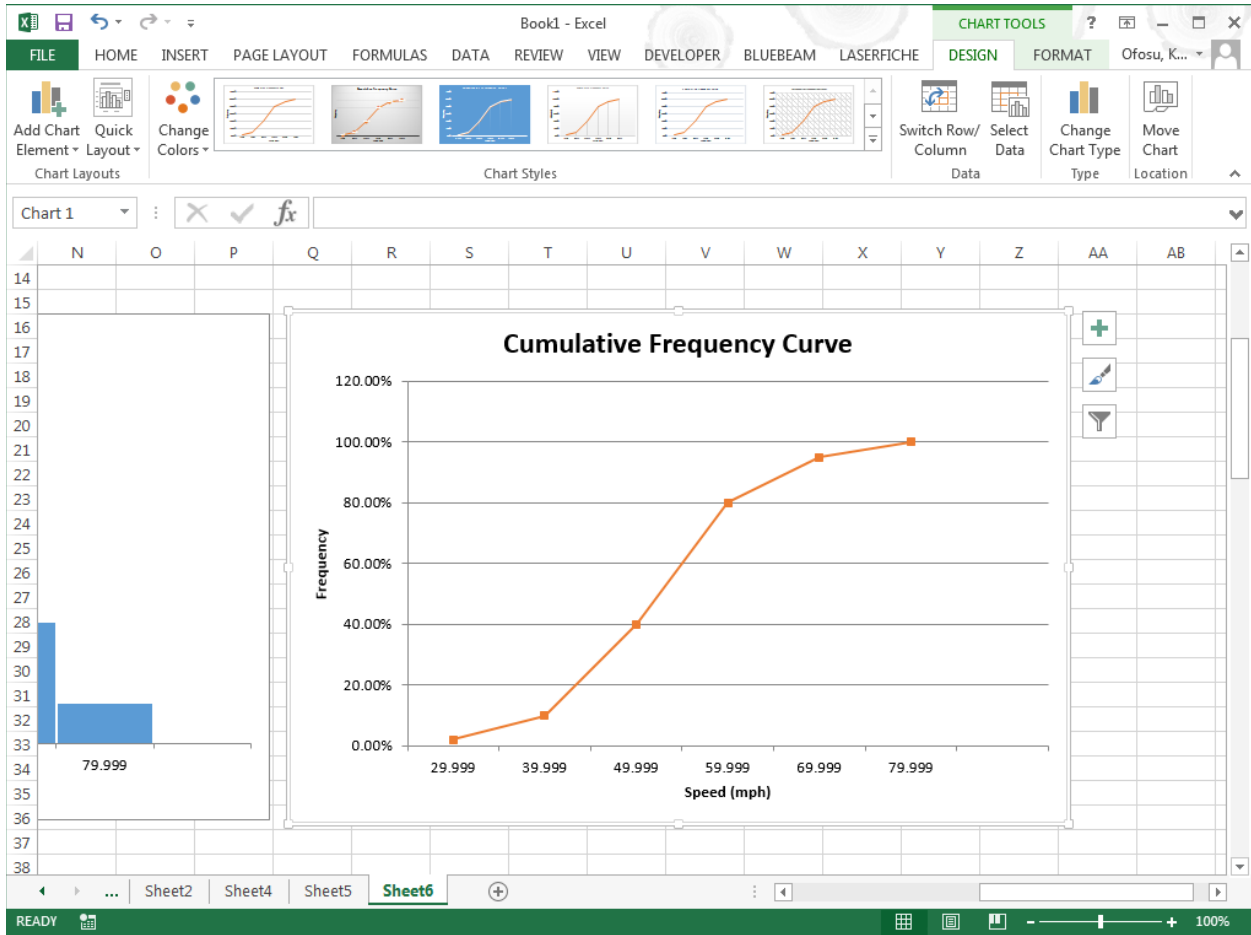 Book1 - Excel
CHART TOOLS
?
FILE HOME INSERT PAGE LAYOUT FORMULAS DATA REVIEW VIEW DEVELOPER BLUEBEAM LASERFICHE DESIGN FORMAT Ofosu, K...
Add Chart Element
Quick Layout
Change Colors
Switch Row/ Column
Select Data
Change Chart Type
Move Chart
Chart Layouts
Chart Styles
Data
Type
Location
Chart 1
fx
N O P Q R S T U V W X Y Z AA AB
14
15
16
17
18
19
20
21
22
23
24
25
26
27
28
29
30
31
32
33
34
35
36
37
38
79.999
Cumulative Frequency Curve
120.00%
100.00%
80.00%
60.00%
40.00%
20.00%
0.00%
Frequency
29.999 39.999 49.999 59.999 69.999 79.999
Speed (mph)
... Sheet2 Sheet4 Sheet5 Sheet6
READY
100%